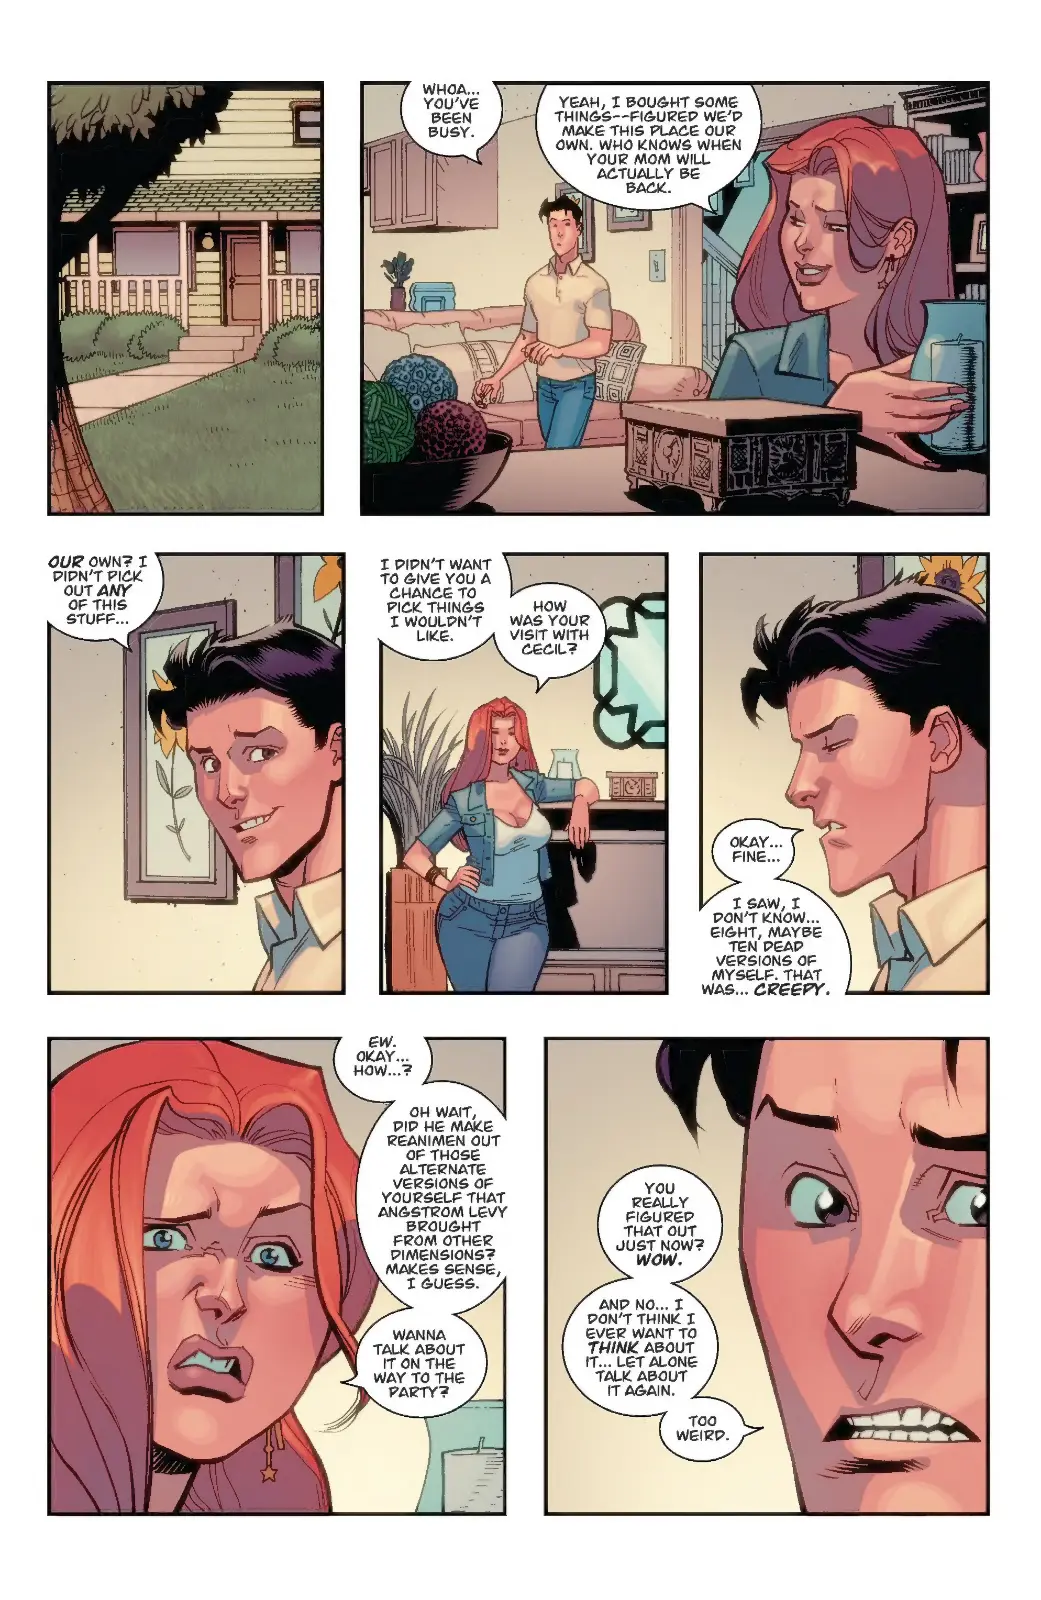 WHOA...
YOU'VE
BEEN
BUSY.
YEAH, I BOUGHT SOME
THINGS--FIGURED WE'D
MAKE THIS PLACE OUR
OWN. WHO KNOWS WHEN
YOUR MOM WILL
ACTUALLY BE
BACK.
OUR OWN? I
DIDN'T PICK
OUT ANY
OF THIS
STUFF...
I DIDN'T WANT
TO GIVE YOU A
CHANCE TO
PICK THINGS
I WOULDN'T
LIKE.
HOW
WAS YOUR
VISIT WITH
CECIL?
OKAY...
FINE...
I SAW, I
DON'T KNOW...
EIGHT, MAYBE
TEN DEAD
VERSIONS OF
MYSELF. THAT
WAS... CREEPY.
EW.
OKAY...
HOW...?
OH WAIT,
DID HE MAKE
REANIMEN OUT
OF THOSE
ALTERNATE
VERSIONS OF
YOURSELF THAT
ANGSTROM LEVY
BROUGHT
FROM OTHER
DIMENSIONS?
MAKES SENSE,
I GUESS.
WANNA
TALK ABOUT
IT ON THE
WAY TO THE
PARTY?
YOU
REALLY
FIGURED
THAT OUT
JUST NOW?
WOW.
AND NO... I
DON'T THINK I
EVER WANT TO
THINK ABOUT
IT... LET ALONE
TALK ABOUT
IT AGAIN.
TOO
WEIRD.